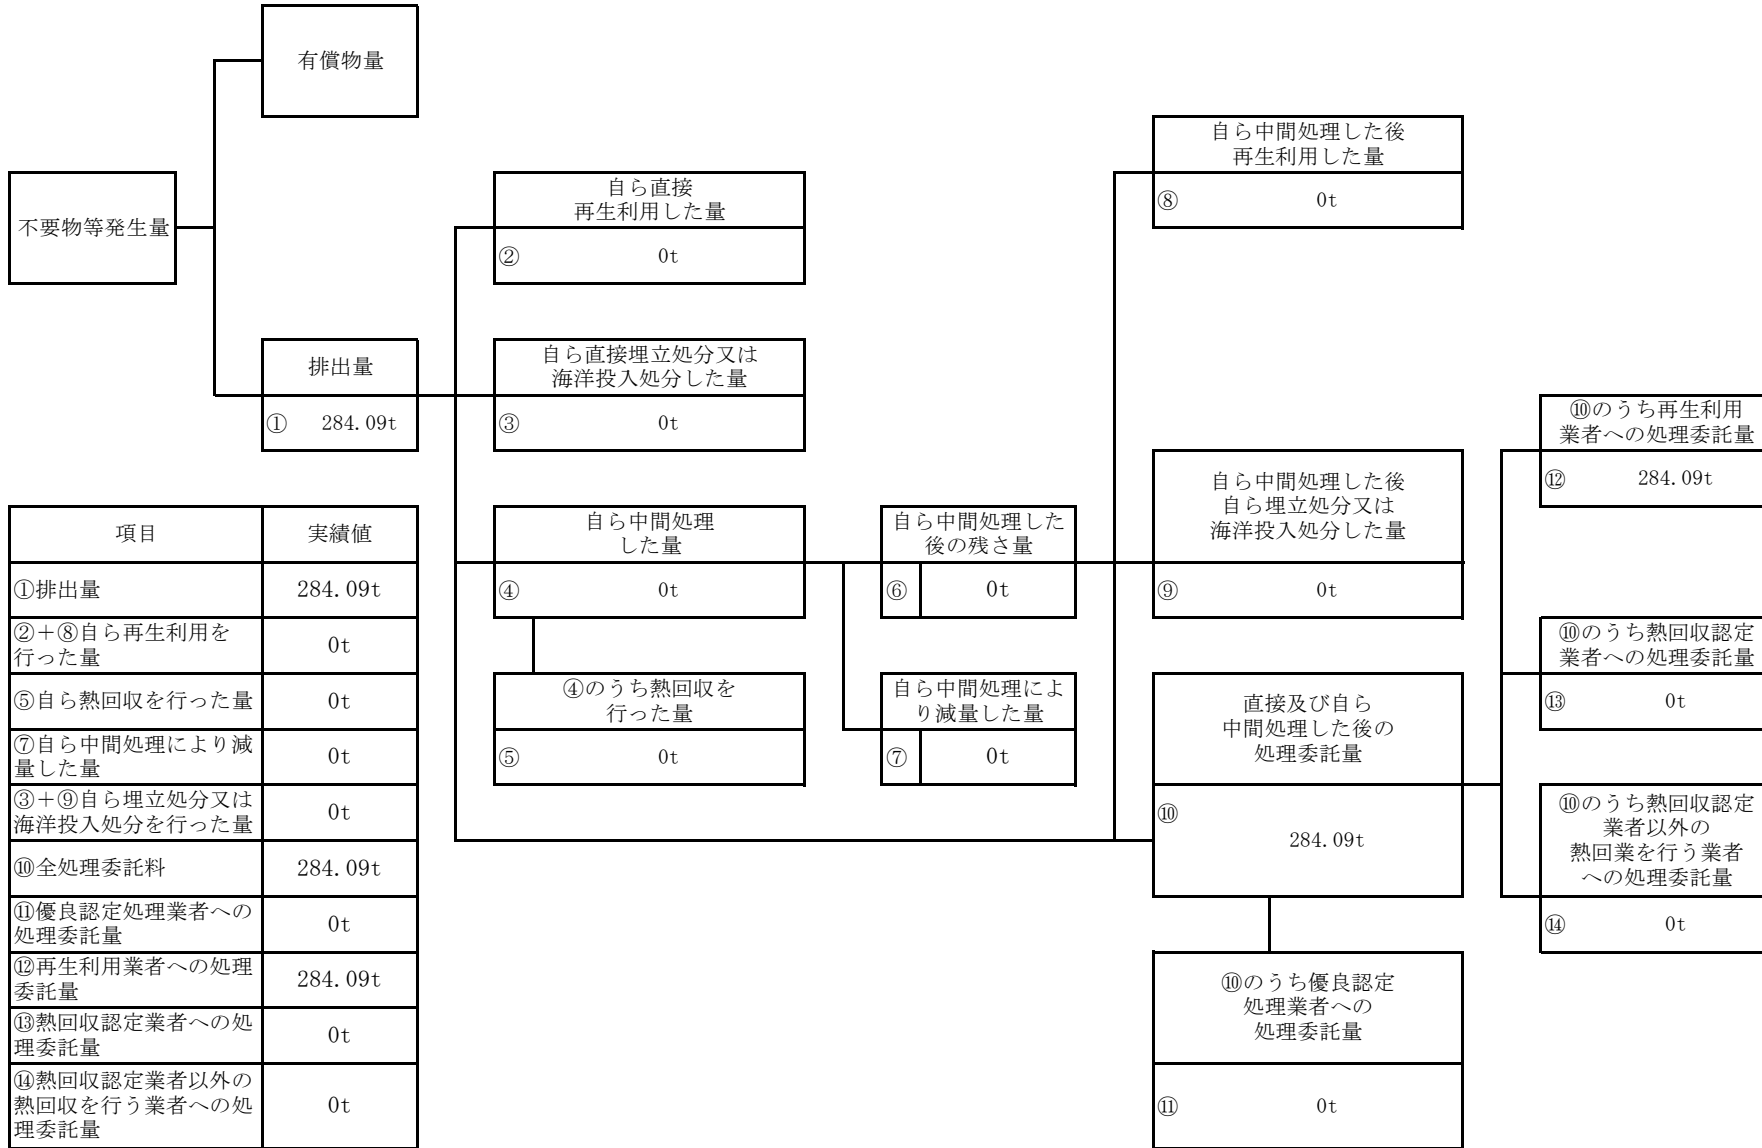 有償物量
不要物等発生量
排出量
① 284.09t
自ら直接
再生利用した量
② 0t
自ら直接埋立処分又は
海洋投入処分した量
③ 0t
自ら中間処理
した量
④ 0t
④のうち熱回収を
行った量
⑤ 0t
自ら中間処理した
後の残さ量
⑥ 0t
自ら中間処理によ
り減量した量
⑦ 0t
自ら中間処理した後
再生利用した量
⑧ 0t
自ら中間処理した後
自ら埋立処分又は
海洋投入処分した量
⑨ 0t
直接及び自ら
中間処理した後の
処理委託量
⑩
284.09t
⑩のうち優良認定
処理業者への
処理委託量
⑪ 0t
⑩のうち再生利用
業者への処理委託量
⑫ 284.09t
⑩のうち熱回収認定
業者への処理委託量
⑬ 0t
⑩のうち熱回収認定
業者以外の
熱回業を行う業者
への処理委託量
⑭ 0t
項目 実績値
①排出量 284.09t
②＋⑧自ら再生利用を
行った量
0t
⑤自ら熱回収を行った量 0t
⑦自ら中間処理により減
量した量
0t
③＋⑨自ら埋立処分又は
海洋投入処分を行った量
0t
⑩全処理委託料 284.09t
⑪優良認定処理業者への
処理委託量
0t
⑫再生利用業者への処理
委託量
284.09t
⑬熱回収認定業者への処
理委託量
0t
⑭熱回収認定業者以外の
熱回収を行う業者への処
理委託量
0t